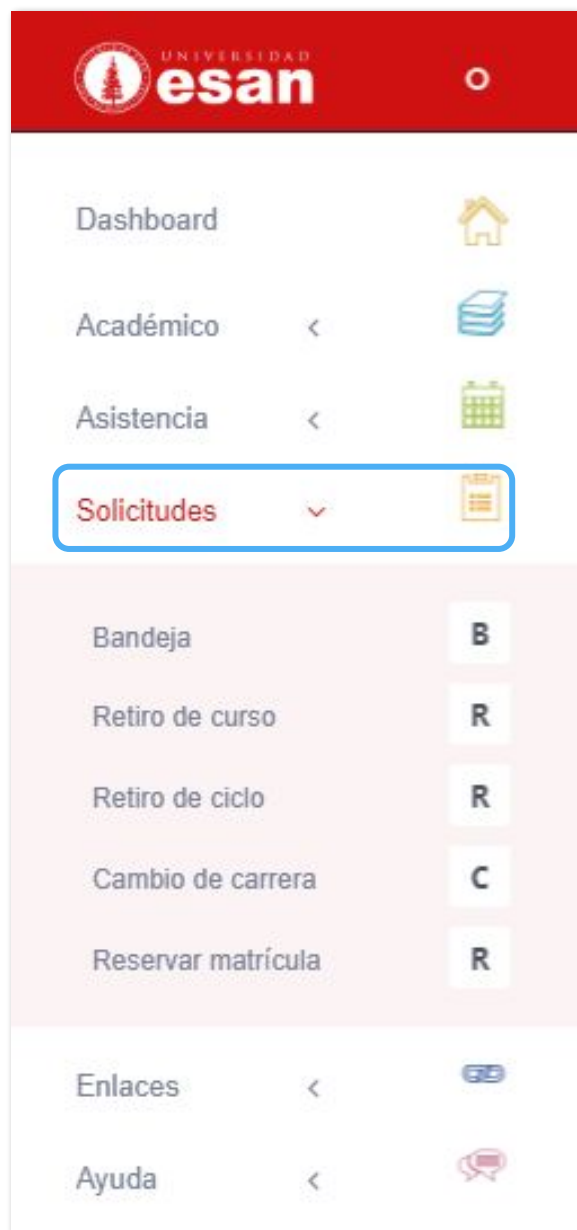 UNIVERSIDAD
esan
Dashboard
Académico
Asistencia
Solicitudes
Bandeja B
Retiro de curso R
Retiro de ciclo R
Cambio de carrera C
Reservar matrícula R
Enlaces
Ayuda